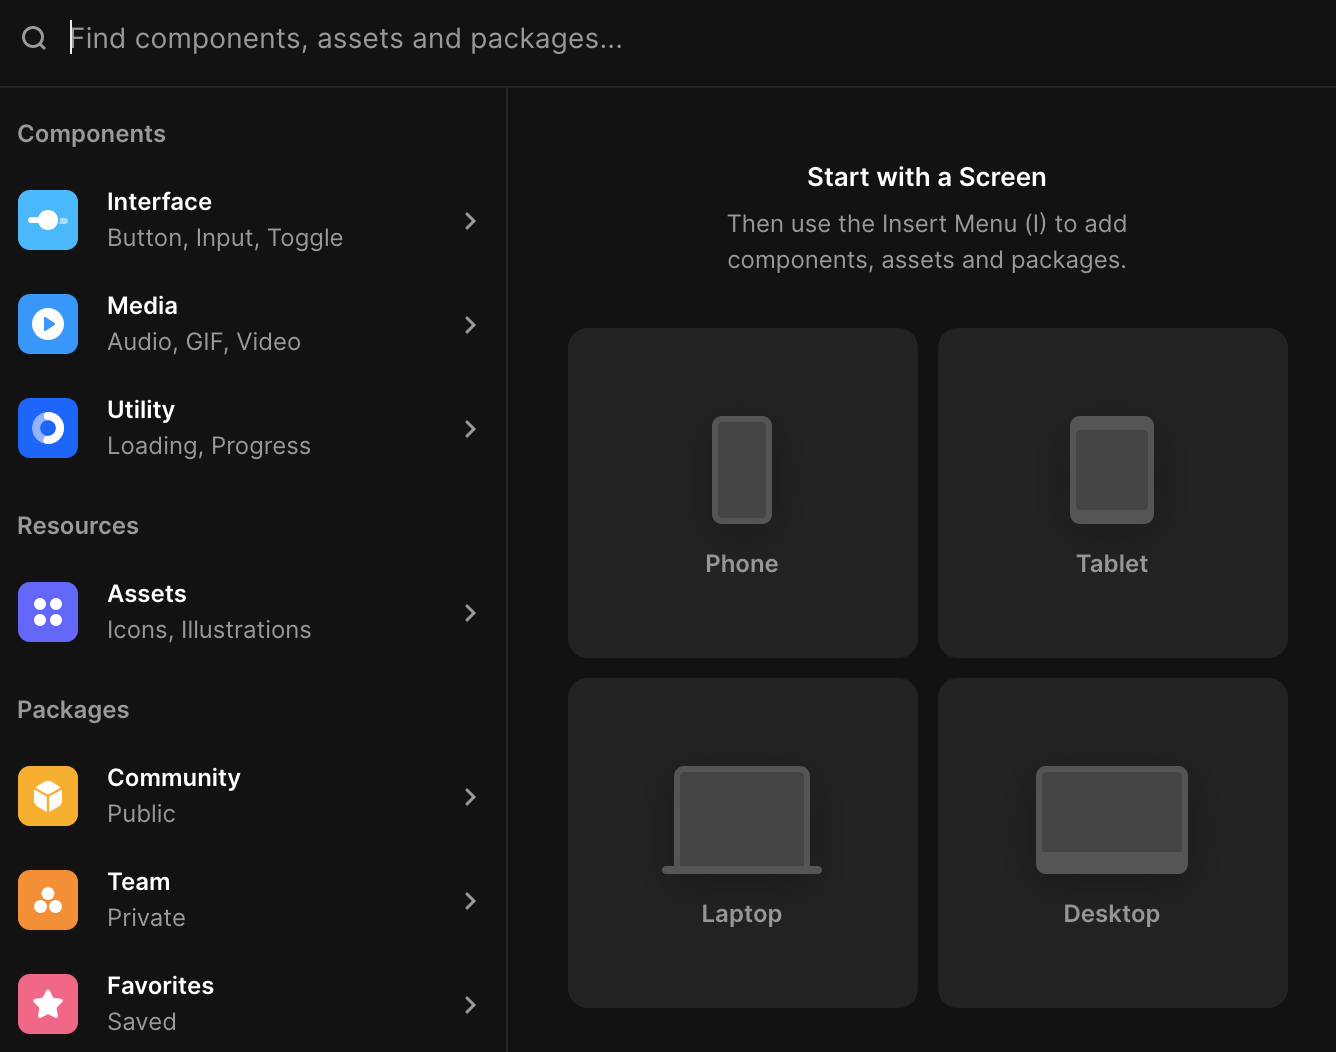 Find components, assets and packages...
Components
Interface
Button, Input, Toggle
Media
Audio, GIF, Video
Utility
Loading, Progress
Resources
Assets
Icons, Illustrations
Packages
Community
Public
Team
Private
Favorites
Saved
Start with a Screen
Then use the Insert Menu (I) to add
components, assets and packages.
Phone
Tablet
Laptop
Desktop